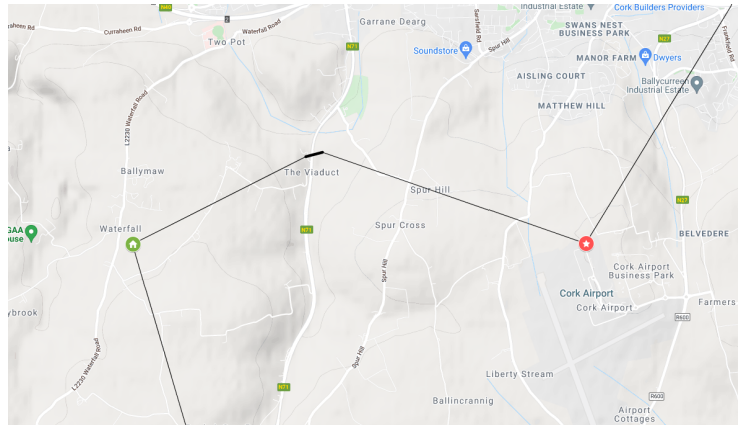 N40
Industrial Estate
Cork Builders Providers
Curraheen Rd
Curraheen Rd
2
Waterfall Road
Garrane Dearg
Sarsfield Rd
SWANS NEST
BUSINESS PARK
Frankfield Rd
Two Pot
N71
Soundstore
Spur Hill
N27
MANOR FARM
Dwyers
AISLING COURT
Ballycurreen
Industrial Estate
L2230 Waterfall Road
MATTHEW HILL
Ballymaw
The Viaduct
Spur Hill
N27
GAA
Waterfall
N71
Spur Cross
BELVEDERE
Spur Hill
Cork Airport
Business Park
Cork Airport
Cork Airport
Farmers
ybrook
R600
L2230 Waterfall Road
Spur Hill
N71
Liberty Stream
R600
Ballincrannig
Airport
Cottages